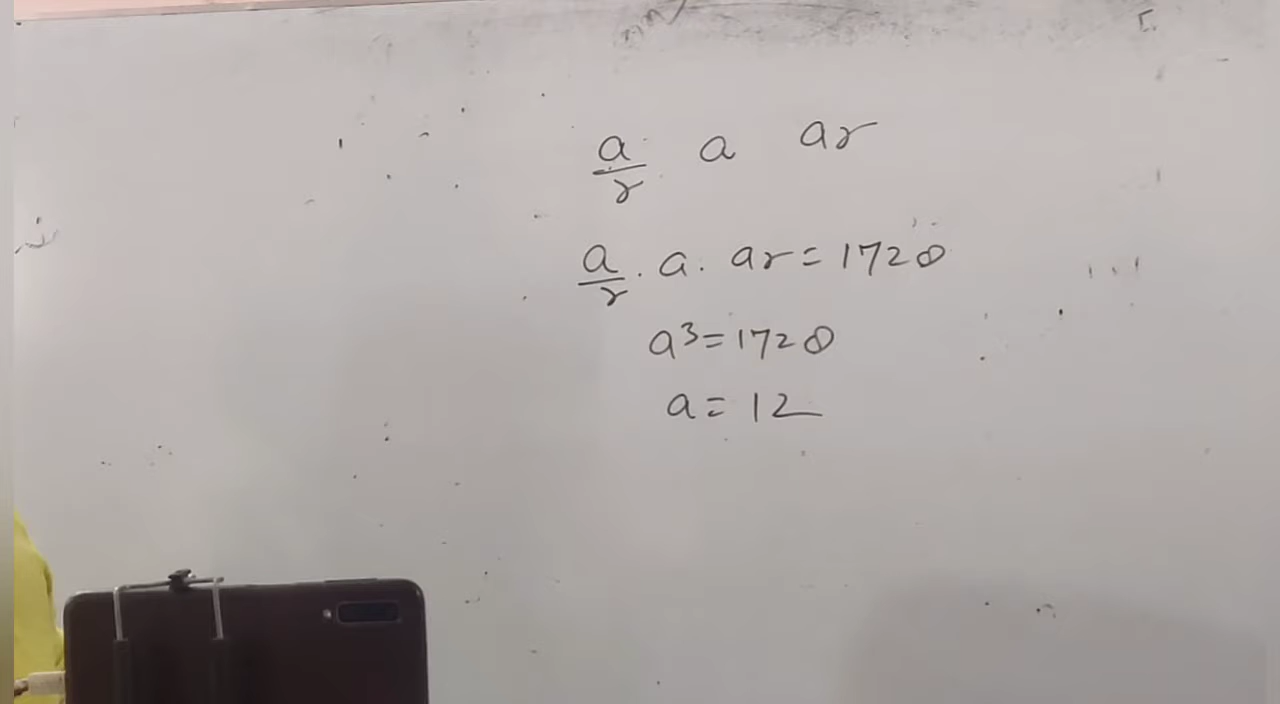 a/r a ar
a/r . a . ar = 1728
a³ = 1728
a = 12